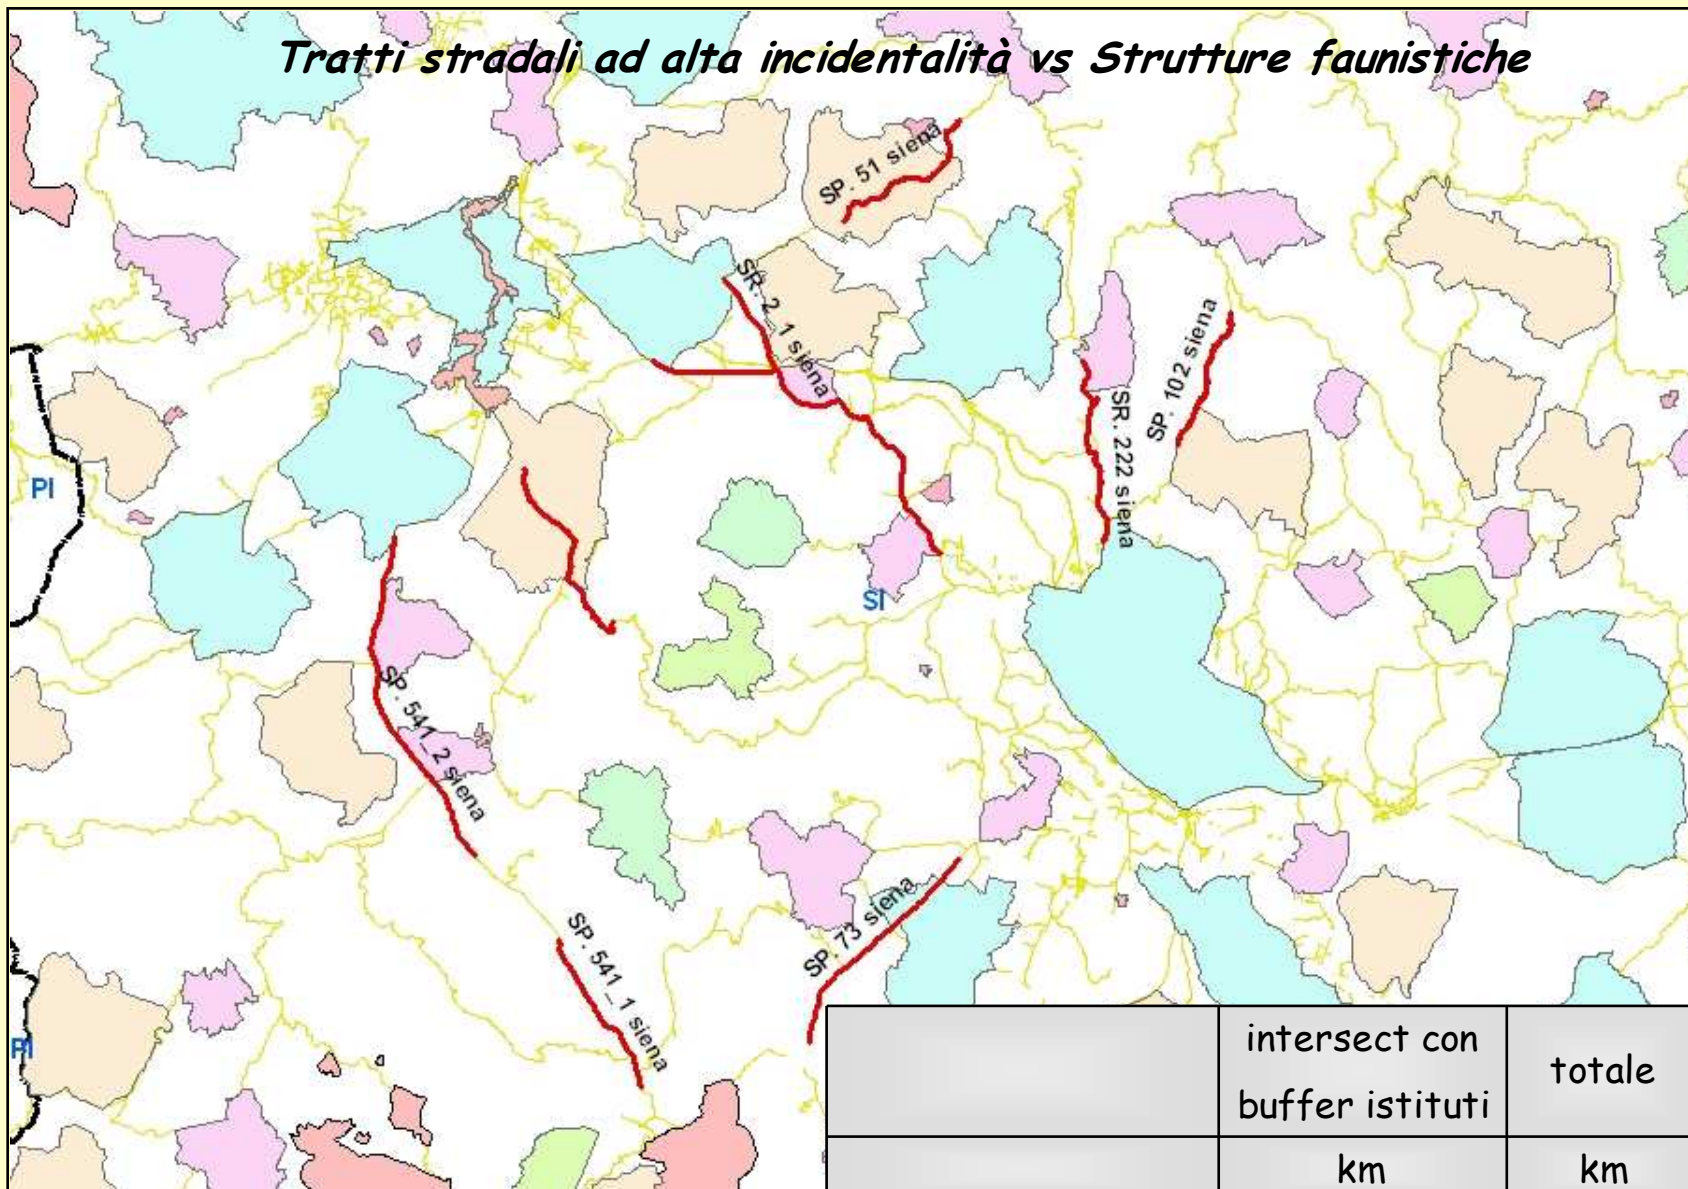 Tratti stradali ad alta incidentalità vs Strutture faunistiche
SP. 51 siena
SR. 2_1 siena
SP. 102 siena
SR. 222 siena
PI
SI
SP. 541_2 siena
SP. 73 siena
SP. 541_1 siena
PI
intersect con
buffer istituti
totale
km
km